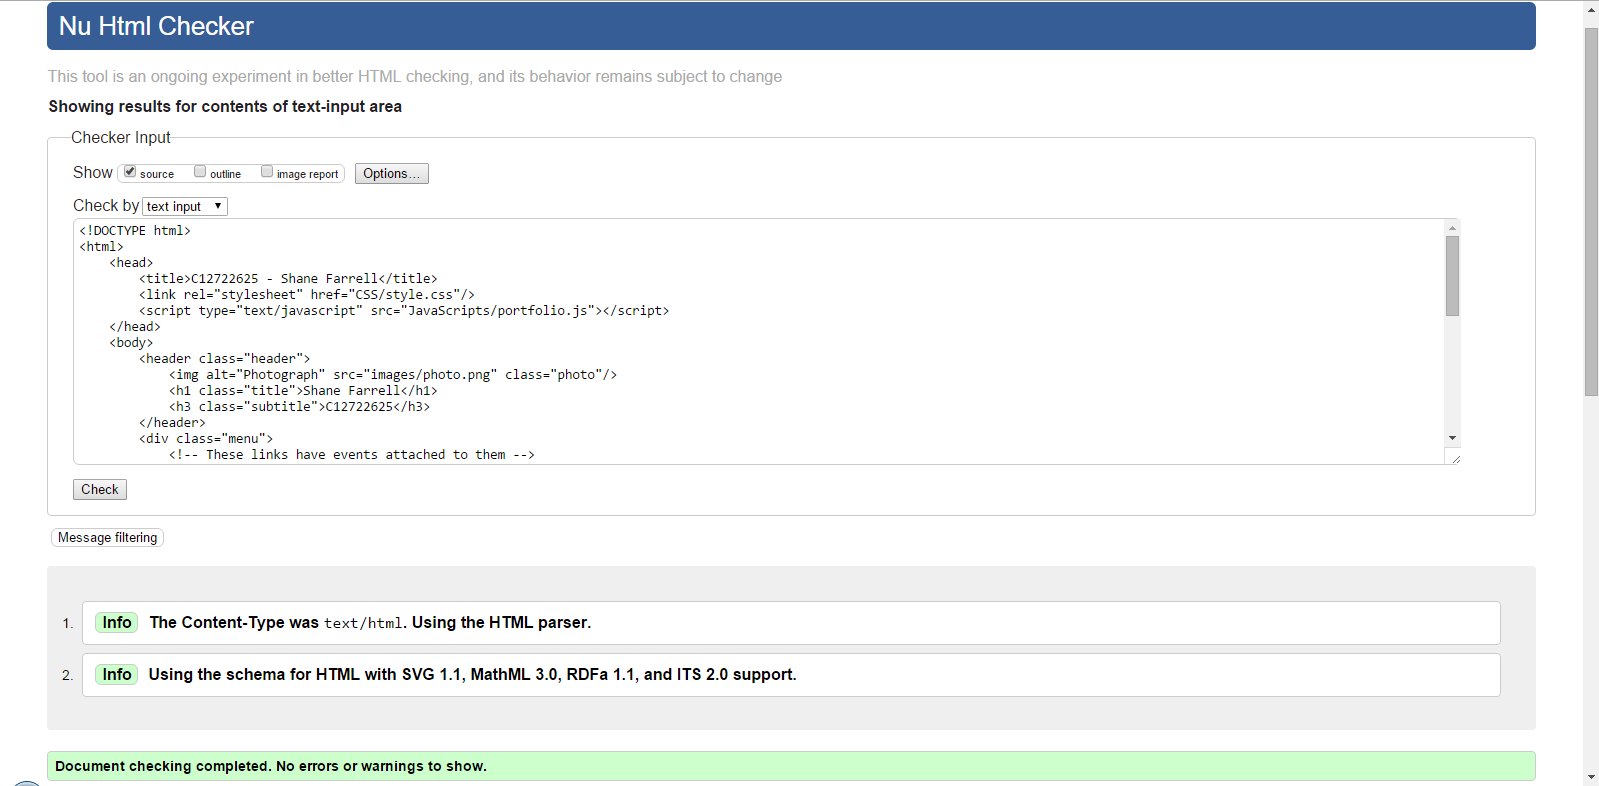 Nu Html Checker
This tool is an ongoing experiment in better HTML checking, and its behavior remains subject to change
Showing results for contents of text-input area
Checker Input
Show source outline image report Options...
Check by text input
<!DOCTYPE html>
<html>
    <head>
        <title>C12722625 - Shane Farrell</title>
        <link rel="stylesheet" href="CSS/style.css"/>
        <script type="text/javascript" src="JavaScripts/portfolio.js"></script>
    </head>
    <body>
        <header class="header">
            <img alt="Photograph" src="images/photo.png" class="photo"/>
            <h1 class="title">Shane Farrell</h1>
            <h3 class="subtitle">C12722625</h3>
        </header>
        <div class="menu">
            <!-- These links have events attached to them -->
Check
Message filtering
1. Info The Content-Type was text/html. Using the HTML parser.
2. Info Using the schema for HTML with SVG 1.1, MathML 3.0, RDFa 1.1, and ITS 2.0 support.
Document checking completed. No errors or warnings to show.